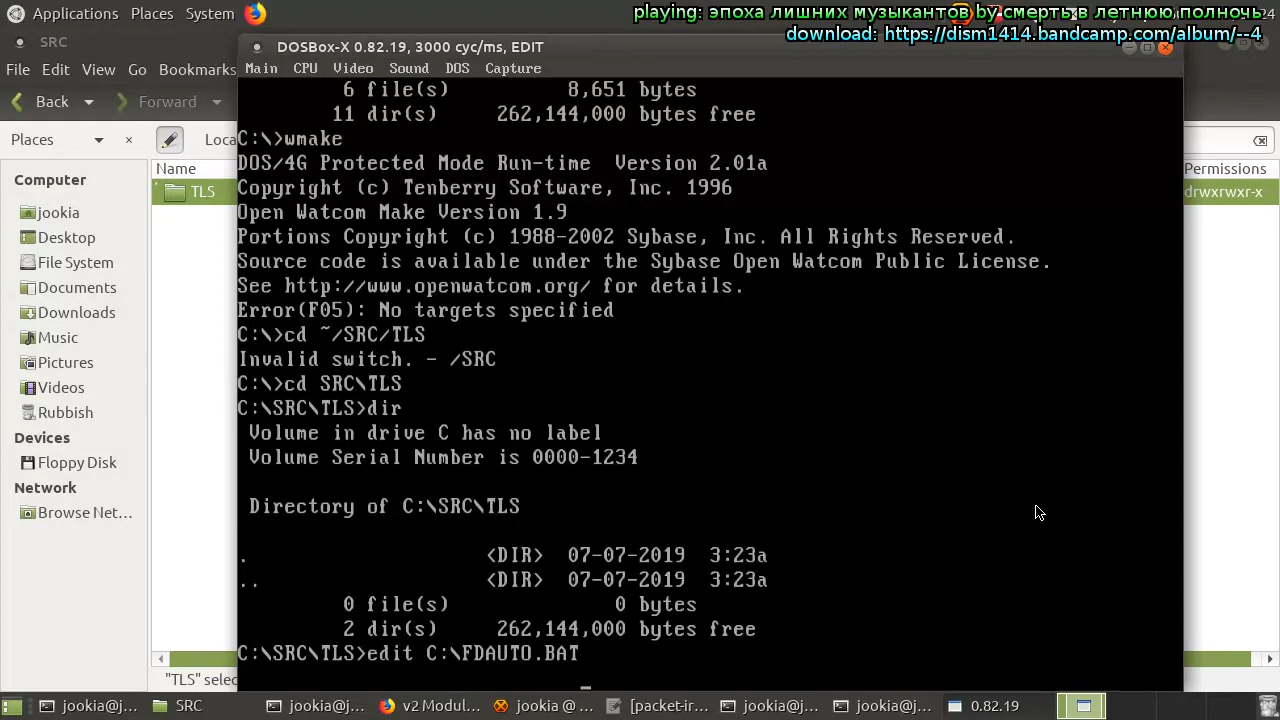 Applications Places System
24
playing: эпоха лишних музыкантов by смерть в летнюю полночь
download: https://dism1414.bandcamp.com/album/--4
SRC
File Edit View Go Bookmarks
Back Forward
Places
Loca
Computer
jookia
Desktop
File System
Documents
Downloads
Music
Pictures
Videos
Rubbish
Devices
Floppy Disk
Network
Browse Net…
Name
TLS
Permissions
drwxrwxr-x
"TLS" selec
DOSBox-X 0.82.19, 3000 cyc/ms, EDIT
Main CPU Video Sound DOS Capture
6 file(s) 8,651 bytes
11 dir(s) 262,144,000 bytes free
C:\>wmake
DOS/4G Protected Mode Run-time Version 2.01a
Copyright (c) Tenberry Software, Inc. 1996
Open Watcom Make Version 1.9
Portions Copyright (c) 1988-2002 Sybase, Inc. All Rights Reserved.
Source code is available under the Sybase Open Watcom Public License.
See http://www.openwatcom.org/ for details.
Error(F05): No targets specified
C:\>cd ~/SRC/TLS
Invalid switch. - /SRC
C:\>cd SRC\TLS
C:\SRC\TLS>dir
Volume in drive C has no label
Volume Serial Number is 0000-1234
Directory of C:\SRC\TLS
. <DIR> 07-07-2019 3:23a
.. <DIR> 07-07-2019 3:23a
0 file(s) 0 bytes
2 dir(s) 262,144,000 bytes free
C:\SRC\TLS>edit C:\FDAUTO.BAT
jookia@j… SRC jookia@j… v2 Modul… jookia @ … [packet-ir… jookia@j… jookia@j… 0.82.19